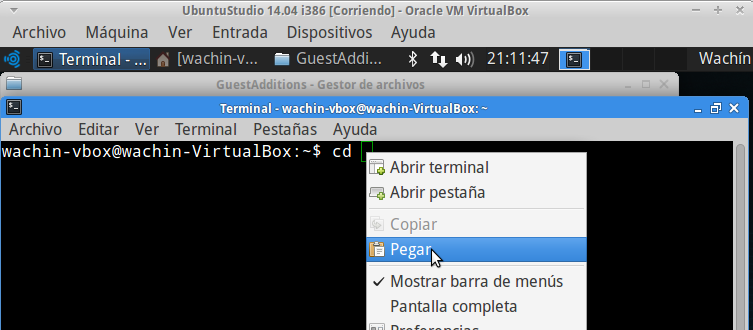 UbuntuStudio 14.04 i386 [Corriendo] - Oracle VM VirtualBox
Archivo Máquina Ver Entrada Dispositivos Ayuda
Terminal - ... [wachin-v... GuestAddi... 21:11:47 Wachín
GuestAdditions - Gestor de archivos
Terminal - wachin-vbox@wachin-VirtualBox: ~
Archivo Editar Ver Terminal Pestañas Ayuda
wachin-vbox@wachin-VirtualBox:~$ cd
Abrir terminal
Abrir pestaña
Copiar
Pegar
Mostrar barra de menús
Pantalla completa
Preferencias